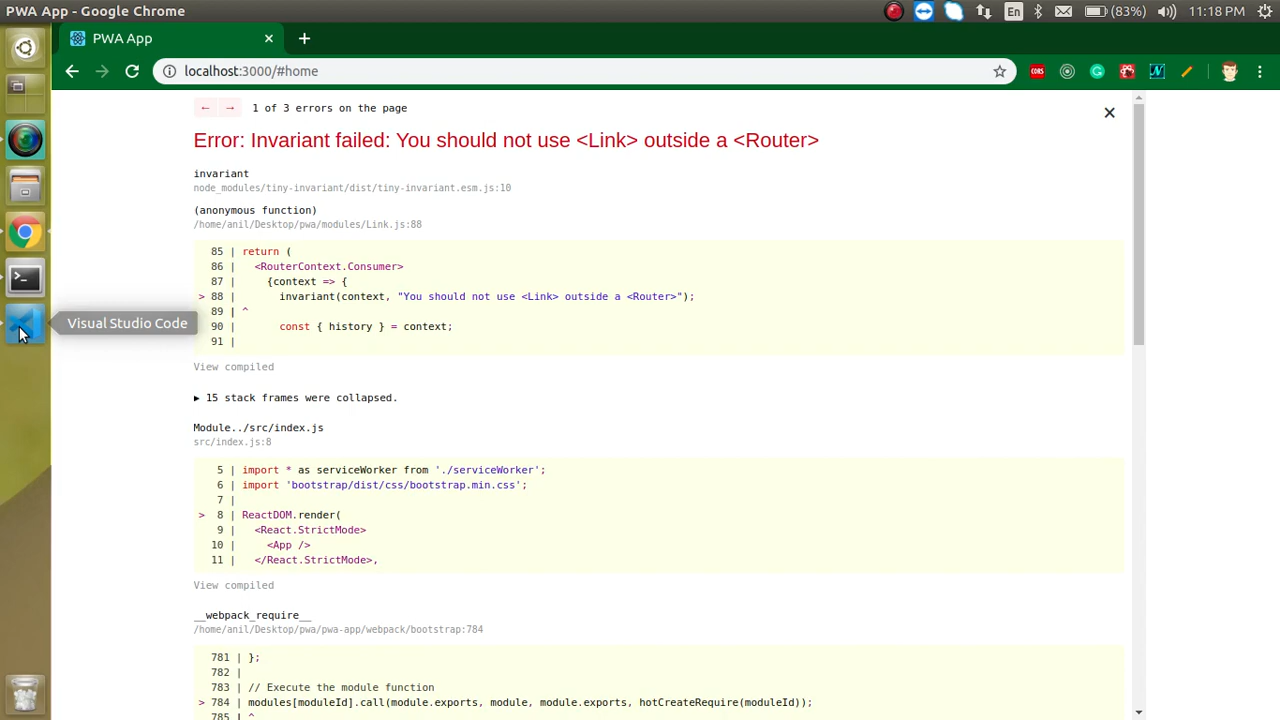 PWA App - Google Chrome
En
(83%)
11:18 PM
PWA App
localhost:3000/#home
CORS
N
← → 1 of 3 errors on the page
Error: Invariant failed: You should not use <Link> outside a <Router>
invariant
node_modules/tiny-invariant/dist/tiny-invariant.esm.js:10
(anonymous function)
/home/anil/Desktop/pwa/modules/Link.js:88
85 | return (
86 | <RouterContext.Consumer>
87 | {context => {
> 88 | invariant(context, "You should not use <Link> outside a <Router>");
89 | ^
90 | const { history } = context;
91 |
View compiled
▶ 15 stack frames were collapsed.
Module../src/index.js
src/index.js:8
5 | import * as serviceWorker from './serviceWorker';
6 | import 'bootstrap/dist/css/bootstrap.min.css';
7 |
> 8 | ReactDOM.render(
9 | <React.StrictMode>
10 | <App />
11 | </React.StrictMode>,
View compiled
__webpack_require__
/home/anil/Desktop/pwa/pwa-app/webpack/bootstrap:784
781 | };
782 |
783 | // Execute the module function
> 784 | modules[moduleId].call(module.exports, module, module.exports, hotCreateRequire(moduleId));
785 | ^
Visual Studio Code